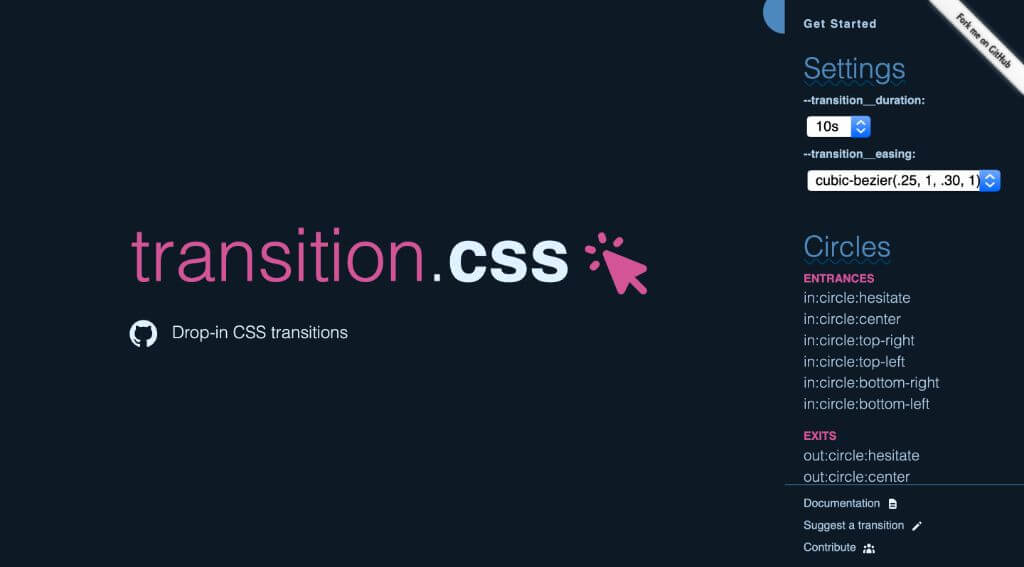 transition.css
Drop-in CSS transitions
Get Started
Fork me on GitHub
Settings
--transition__duration:
10s
--transition__easing:
cubic-bezier(.25, 1, .30, 1)
Circles
ENTRANCES
in:circle:hesitate
in:circle:center
in:circle:top-right
in:circle:top-left
in:circle:bottom-right
in:circle:bottom-left
EXITS
out:circle:hesitate
out:circle:center
Documentation
Suggest a transition
Contribute